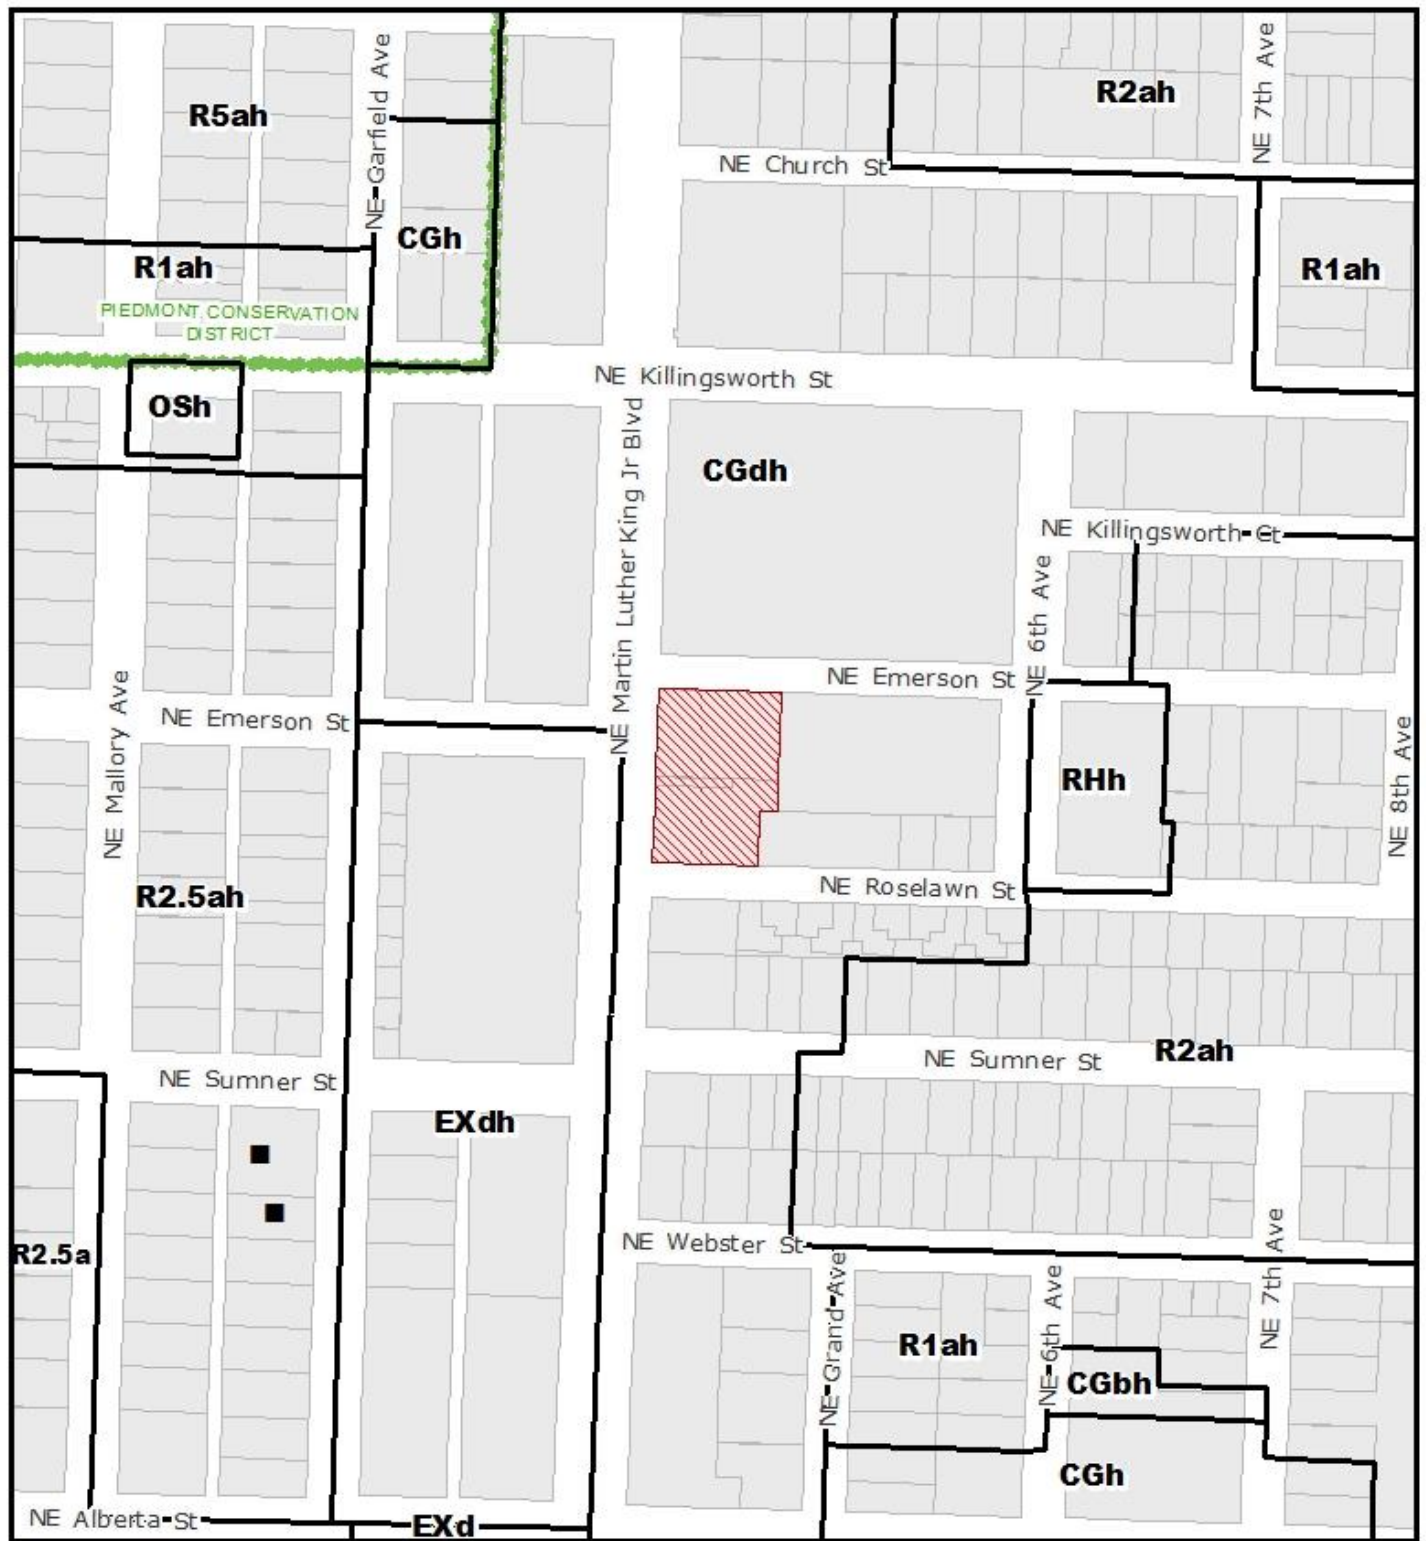 NE Garfield Ave
R5ah
R2ah
NE 7th Ave
NE Church St
CGh
R1ah
R1ah
PIEDMONT CONSERVATION
DISTRICT
NE Killingsworth St
OSh
NE Martin Luther King Jr Blvd
CGdh
NE Killingsworth Ct
NE 6th Ave
NE Emerson St
NE Emerson St
NE Mallory Ave
RHh
NE 8th Ave
R2.5ah
NE Roselawn St
R2ah
NE Sumner St
NE Sumner St
EXdh
R2.5a
NE Webster St
NE Grand Ave
NE 6th Ave
NE 7th Ave
R1ah
CGbh
CGh
NE Alberta St
EXd